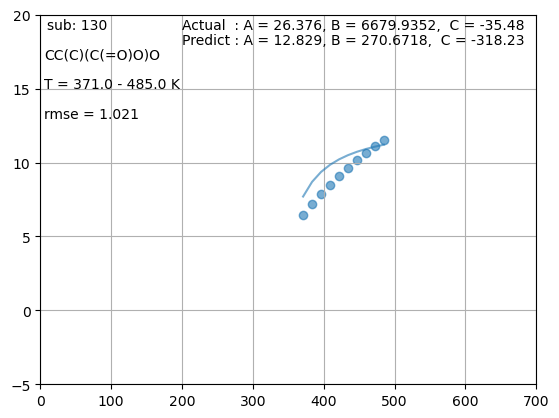 sub: 130
Actual  : A = 26.376, B = 6679.9352,  C = -35.48
Predict : A = 12.829, B = 270.6718,  C = -318.23
CC(C)(C(=O)O)O
T = 371.0 - 485.0 K
rmse = 1.021
20
15
10
5
0
−5
0 100 200 300 400 500 600 700